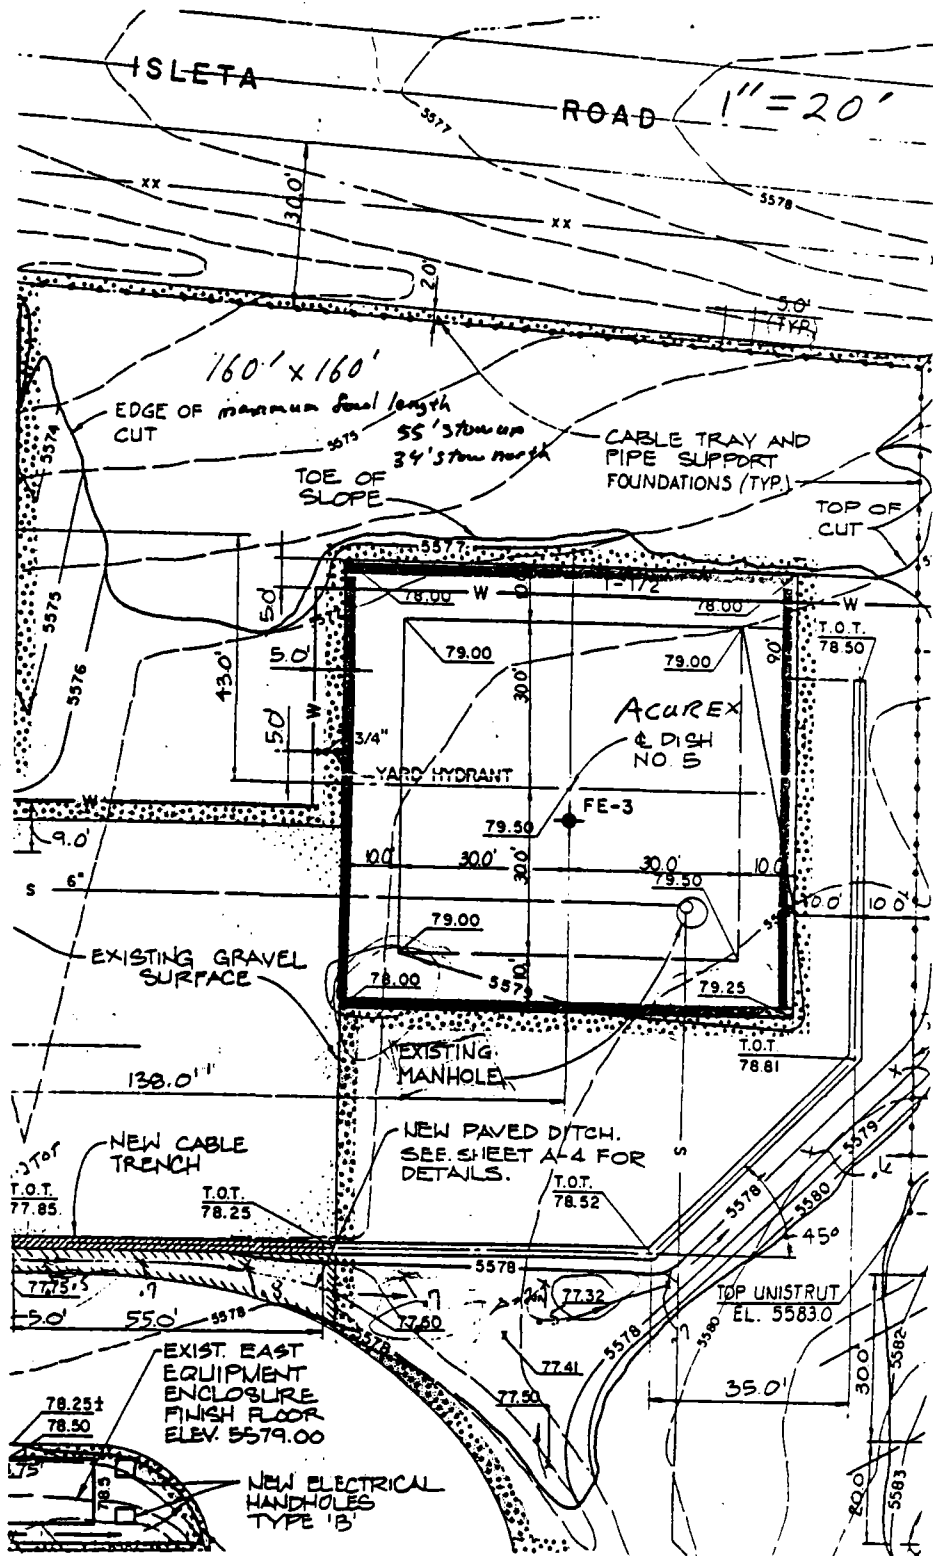 ISLETA ROAD
1" = 20'
5577
5578
XX
XX
30.0'
2.0'
5.0'
(TYP.)
160' x 160'
EDGE OF
CUT
maximum focal length
55' stow up
34' stow north
5574
5575
TOE OF
SLOPE
CABLE TRAY AND
PIPE SUPPORT
FOUNDATIONS (TYP.)
TOP OF
CUT
5577
78.00
W
1-1/2
78.00
W
T.O.T.
78.50
5.0'
43.0'
5.0'
5.0'
5575
5576
W
10.0'
79.00
79.00
9.0'
30.0'
ACUREX
℄ DISH
NO. 5
3/4"
YARD HYDRANT
FE-3
79.50
W
9.0'
10.0'
30.0'
30.0'
30.0'
10.0'
79.50
S 6"
10.0'
79.00
EXISTING GRAVEL
SURFACE
78.00
5579
10'
79.25
EXISTING
MANHOLE
T.O.T.
78.81
138.0'
NEW CABLE
TRENCH
NEW PAVED DITCH.
SEE SHEET A-4 FOR
DETAILS.
S
T.O.T.
77.85
T.O.T.
78.25
T.O.T.
78.52
5579
5578
5580
45°
5578
77.75
77.60
77.32
TOP UNISTRUT
EL. 5583.0
5.0'
55.0'
5578
5578
5578
5580
5582
77.41
77.50
30.0'
35.0'
EXIST. EAST
EQUIPMENT
ENCLOSURE
FINISH FLOOR
ELEV. 5579.00
78.25±
78.50
78.5
NEW ELECTRICAL
HANDHOLES
TYPE 'B'
20.0'
5583